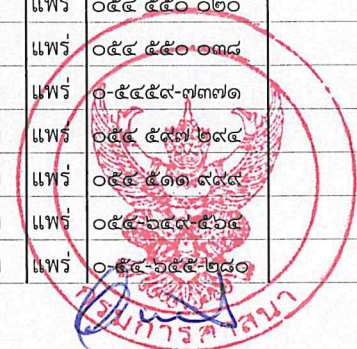 แพร่ ๐๕๔ ๕๕๐ ๐๒๐
แพร่ ๐๕๔ ๕๕๐ ๐๓๘
แพร่ ๐-๕๔๕๙-๗๓๗๑
แพร่ ๐๕๔ ๕๙๗ ๒๙๔
แพร่ ๐๕๔ ๕๑๑ ๙๙๙
แพร่ ๐๕๔-๖๔๙-๕๖๔
แพร่ ๐-๕๔-๖๕๕-๒๘๐
กรมการศาสนา